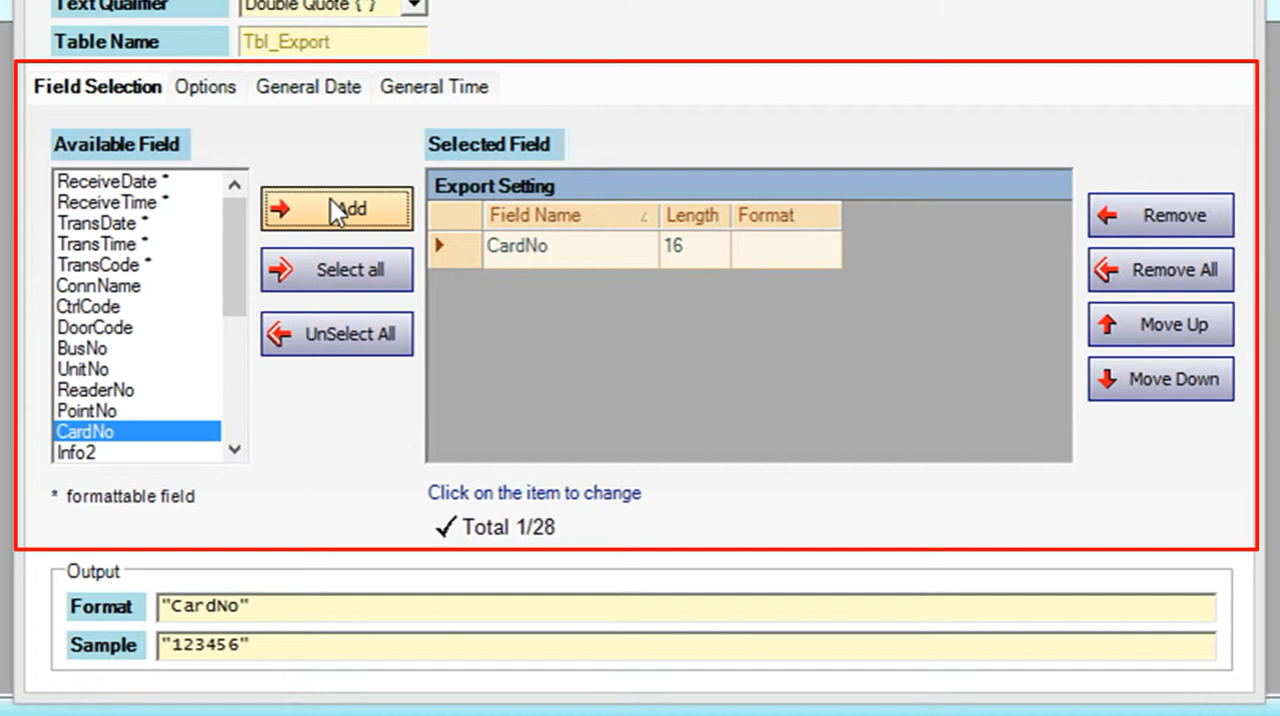 Text Qualifier
Double Quote {"}
Table Name
Tbl_Export
Field Selection
Options
General Date
General Time
Available Field
ReceiveDate *
ReceiveTime *
TransDate *
TransTime *
TransCode *
ConnName
CtrlCode
DoorCode
BusNo
UnitNo
ReaderNo
PointNo
CardNo
Info2
* formattable field
Add
Select all
UnSelect All
Selected Field
Export Setting
Field Name Length Format
CardNo 16
Click on the item to change
Total 1/28
Remove
Remove All
Move Up
Move Down
Output
Format
"CardNo"
Sample
"123456"